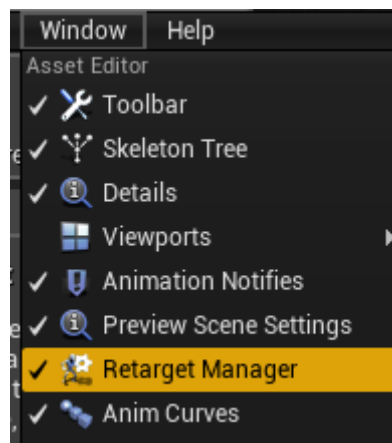 Window Help
Asset Editor
Toolbar
Skeleton Tree
Details
Viewports
Animation Notifies
Preview Scene Settings
Retarget Manager
Anim Curves